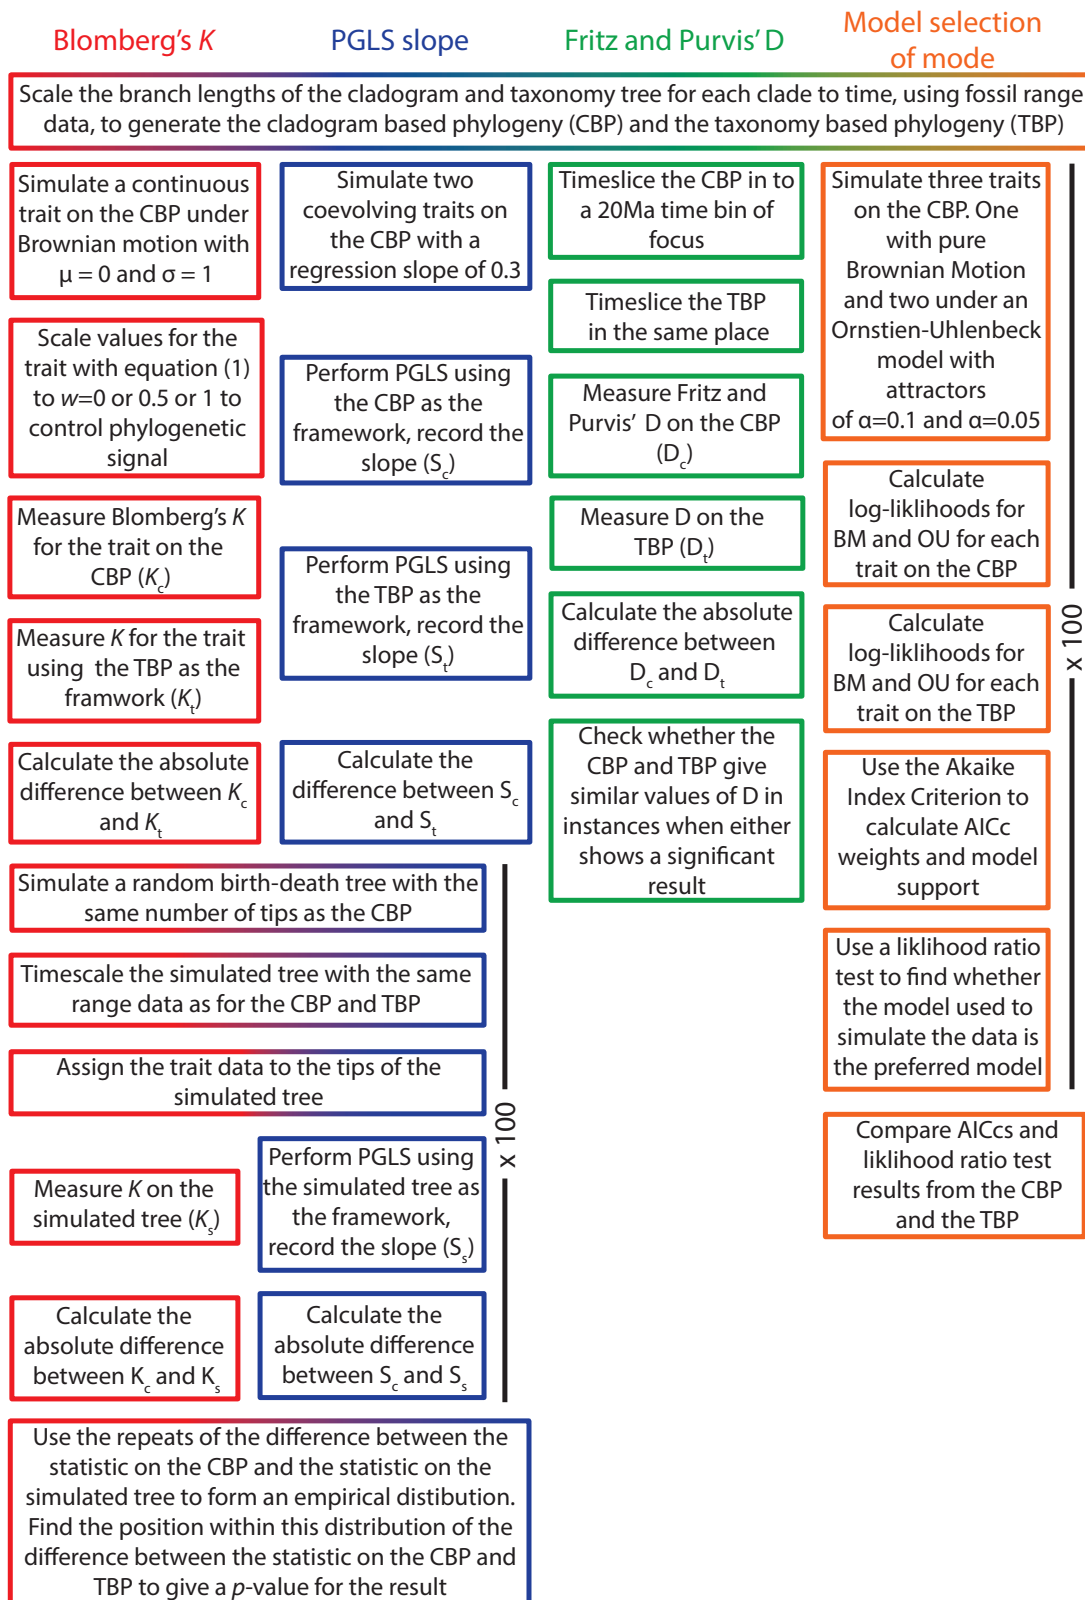 Blomberg's K
PGLS slope
Fritz and Purvis' D
Model selection
of mode
Scale the branch lengths of the cladogram and taxonomy tree for each clade to time, using fossil range
data, to generate the cladogram based phylogeny (CBP) and the taxonomy based phylogeny (TBP)
Simulate a continuous
trait on the CBP under
Brownian motion with
μ = 0 and σ = 1
Scale values for the
trait with equation (1)
to w=0 or 0.5 or 1 to
control phylogenetic
signal
Measure Blomberg's K
for the trait on the
CBP (Kc)
Measure K for the trait
using the TBP as the
framwork (Kt)
Calculate the absolute
difference between Kc
and Kt
Simulate two
coevolving traits on
the CBP with a
regression slope of 0.3
Perform PGLS using
the CBP as the
framework, record the
slope (Sc)
Perform PGLS using
the TBP as the
framework, record the
slope (St)
Calculate the
difference between Sc
and St
Simulate a random birth-death tree with the
same number of tips as the CBP
Timescale the simulated tree with the same
range data as for the CBP and TBP
Assign the trait data to the tips of the
simulated tree
Measure K on the
simulated tree (Ks)
Calculate the
absolute difference
between Kc and Ks
Perform PGLS using
the simulated tree as
the framework,
record the slope (Ss)
Calculate the
absolute difference
between Sc and Ss
x 100
Use the repeats of the difference between the
statistic on the CBP and the statistic on the
simulated tree to form an empirical distibution.
Find the position within this distribution of the
difference between the statistic on the CBP and
TBP to give a p-value for the result
Timeslice the CBP in to
a 20Ma time bin of
focus
Timeslice the TBP
in the same place
Measure Fritz and
Purvis' D on the CBP
(Dc)
Measure D on the
TBP (Dt)
Calculate the absolute
difference between
Dc and Dt
Check whether the
CBP and TBP give
similar values of D in
instances when either
shows a significant
result
Simulate three traits
on the CBP. One
with pure
Brownian Motion
and two under an
Ornstien-Uhlenbeck
model with
attractors
of α=0.1 and α=0.05
Calculate
log-liklihoods for
BM and OU for each
trait on the CBP
Calculate
log-liklihoods for
BM and OU for each
trait on the TBP
Use the Akaike
Index Criterion to
calculate AICc
weights and model
support
Use a liklihood ratio
test to find whether
the model used to
simulate the data is
the preferred model
x 100
Compare AICcs and
liklihood ratio test
results from the CBP
and the TBP